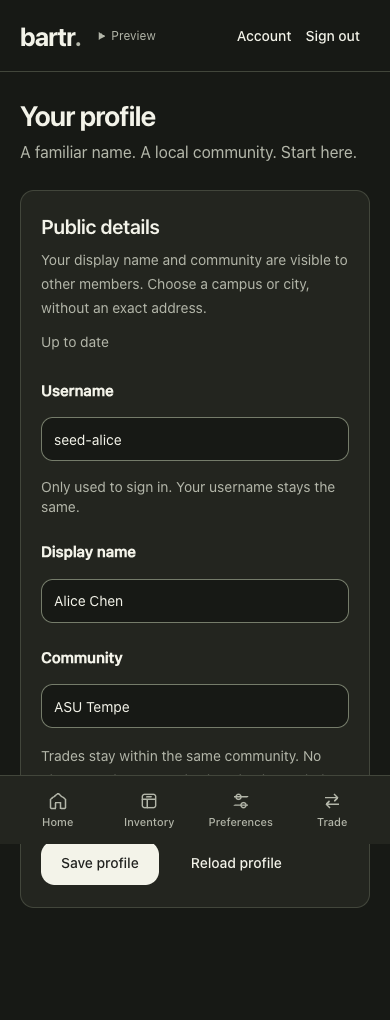 bartr.
Preview
Account
Sign out
Your profile
A familiar name. A local community. Start here.
Public details
Your display name and community are visible to
other members. Choose a campus or city,
without an exact address.
Up to date
Username
seed-alice
Only used to sign in. Your username stays the
same.
Display name
Alice Chen
Community
ASU Tempe
Trades stay within the same community. No
Home
Inventory
Preferences
Trade
Save profile
Reload profile